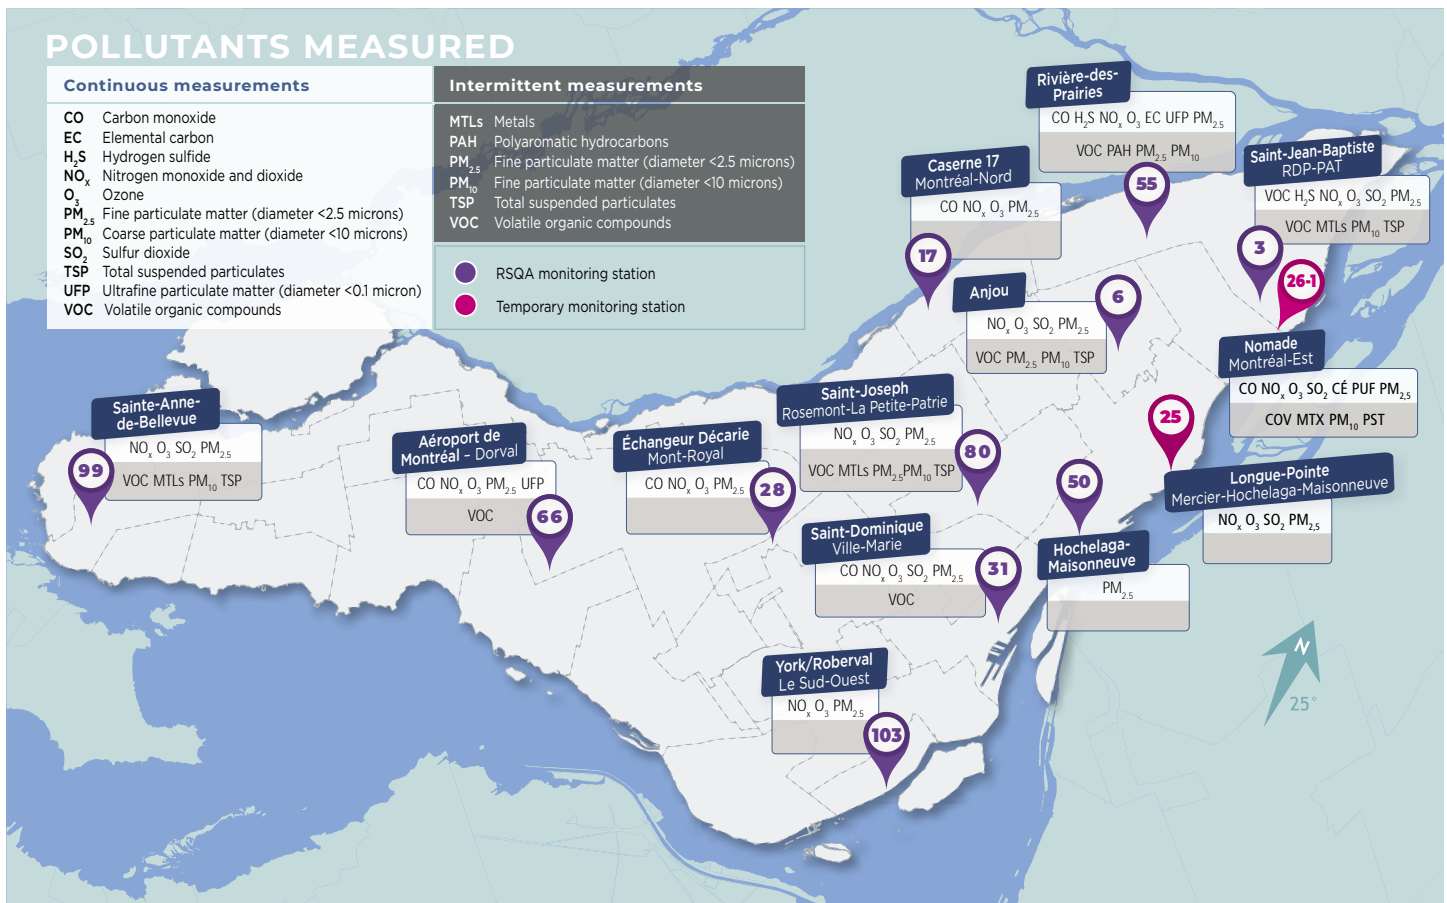 POLLUTANTS MEASURED
Continuous measurements
CO Carbon monoxide
EC Elemental carbon
H₂S Hydrogen sulfide
NOₓ Nitrogen monoxide and dioxide
O₃ Ozone
PM₂.₅ Fine particulate matter (diameter <2.5 microns)
PM₁₀ Coarse particulate matter (diameter <10 microns)
SO₂ Sulfur dioxide
TSP Total suspended particulates
UFP Ultrafine particulate matter (diameter <0.1 micron)
VOC Volatile organic compounds
Intermittent measurements
MTLs Metals
PAH Polyaromatic hydrocarbons
PM₂.₅ Fine particulate matter (diameter <2.5 microns)
PM₁₀ Fine particulate matter (diameter <10 microns)
TSP Total suspended particulates
VOC Volatile organic compounds
RSQA monitoring station
Temporary monitoring station
Rivière-des-
Prairies
CO H₂S NOₓ O₃ EC UFP PM₂.₅
VOC PAH PM₂.₅ PM₁₀
55
Saint-Jean-Baptiste
RDP-PAT
VOC H₂S NOₓ O₃ SO₂ PM₂.₅
VOC MTLs PM₁₀ TSP
3
Caserne 17
Montréal-Nord
CO NOₓ O₃ PM₂.₅
17
26-1
Anjou
NOₓ O₃ SO₂ PM₂.₅
VOC PM₂.₅ PM₁₀ TSP
6
Nomade
Montréal-Est
CO NOₓ O₃ SO₂ CÉ PUF PM₂,₅
COV MTX PM₁₀ PST
Saint-Joseph
Rosemont-La Petite-Patrie
NOₓ O₃ SO₂ PM₂.₅
VOC MTLs PM₂.₅PM₁₀ TSP
80
25
Longue-Pointe
Mercier-Hochelaga-Maisonneuve
NOₓ O₃ SO₂ PM₂,₅
Sainte-Anne-
de-Bellevue
NOₓ O₃ SO₂ PM₂.₅
VOC MTLs PM₁₀ TSP
99
Aéroport de
Montréal – Dorval
CO NOₓ O₃ PM₂.₅ UFP
VOC
66
Échangeur Décarie
Mont-Royal
CO NOₓ O₃ PM₂.₅
28
50
Hochelaga-
Maisonneuve
PM₂.₅
Saint-Dominique
Ville-Marie
CO NOₓ O₃ SO₂ PM₂.₅
VOC
31
York/Roberval
Le Sud-Ouest
NOₓ O₃ PM₂.₅
103
N
25°